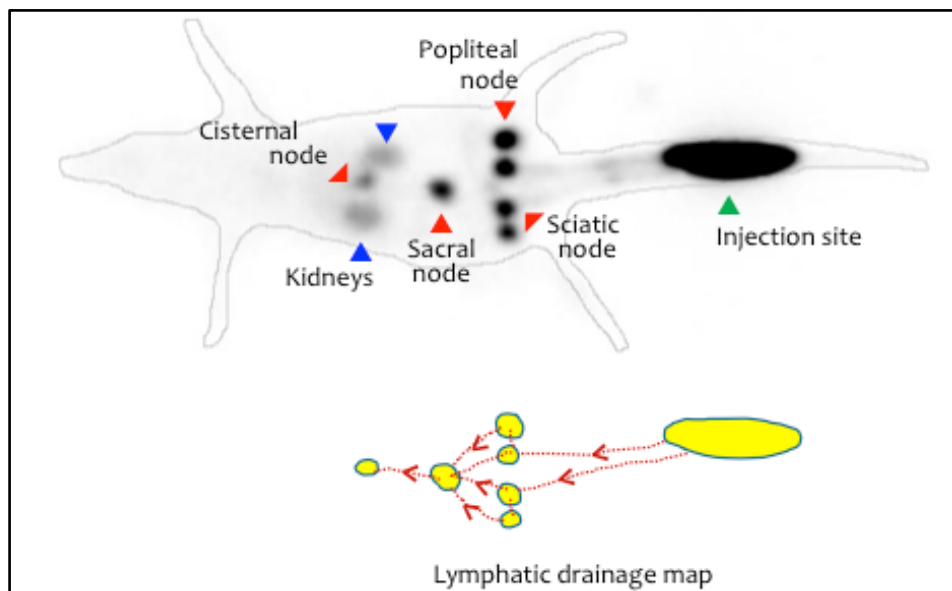 Popliteal
node
Cisternal
node
Kidneys
Sacral
node
Sciatic
node
Injection site
Lymphatic drainage map